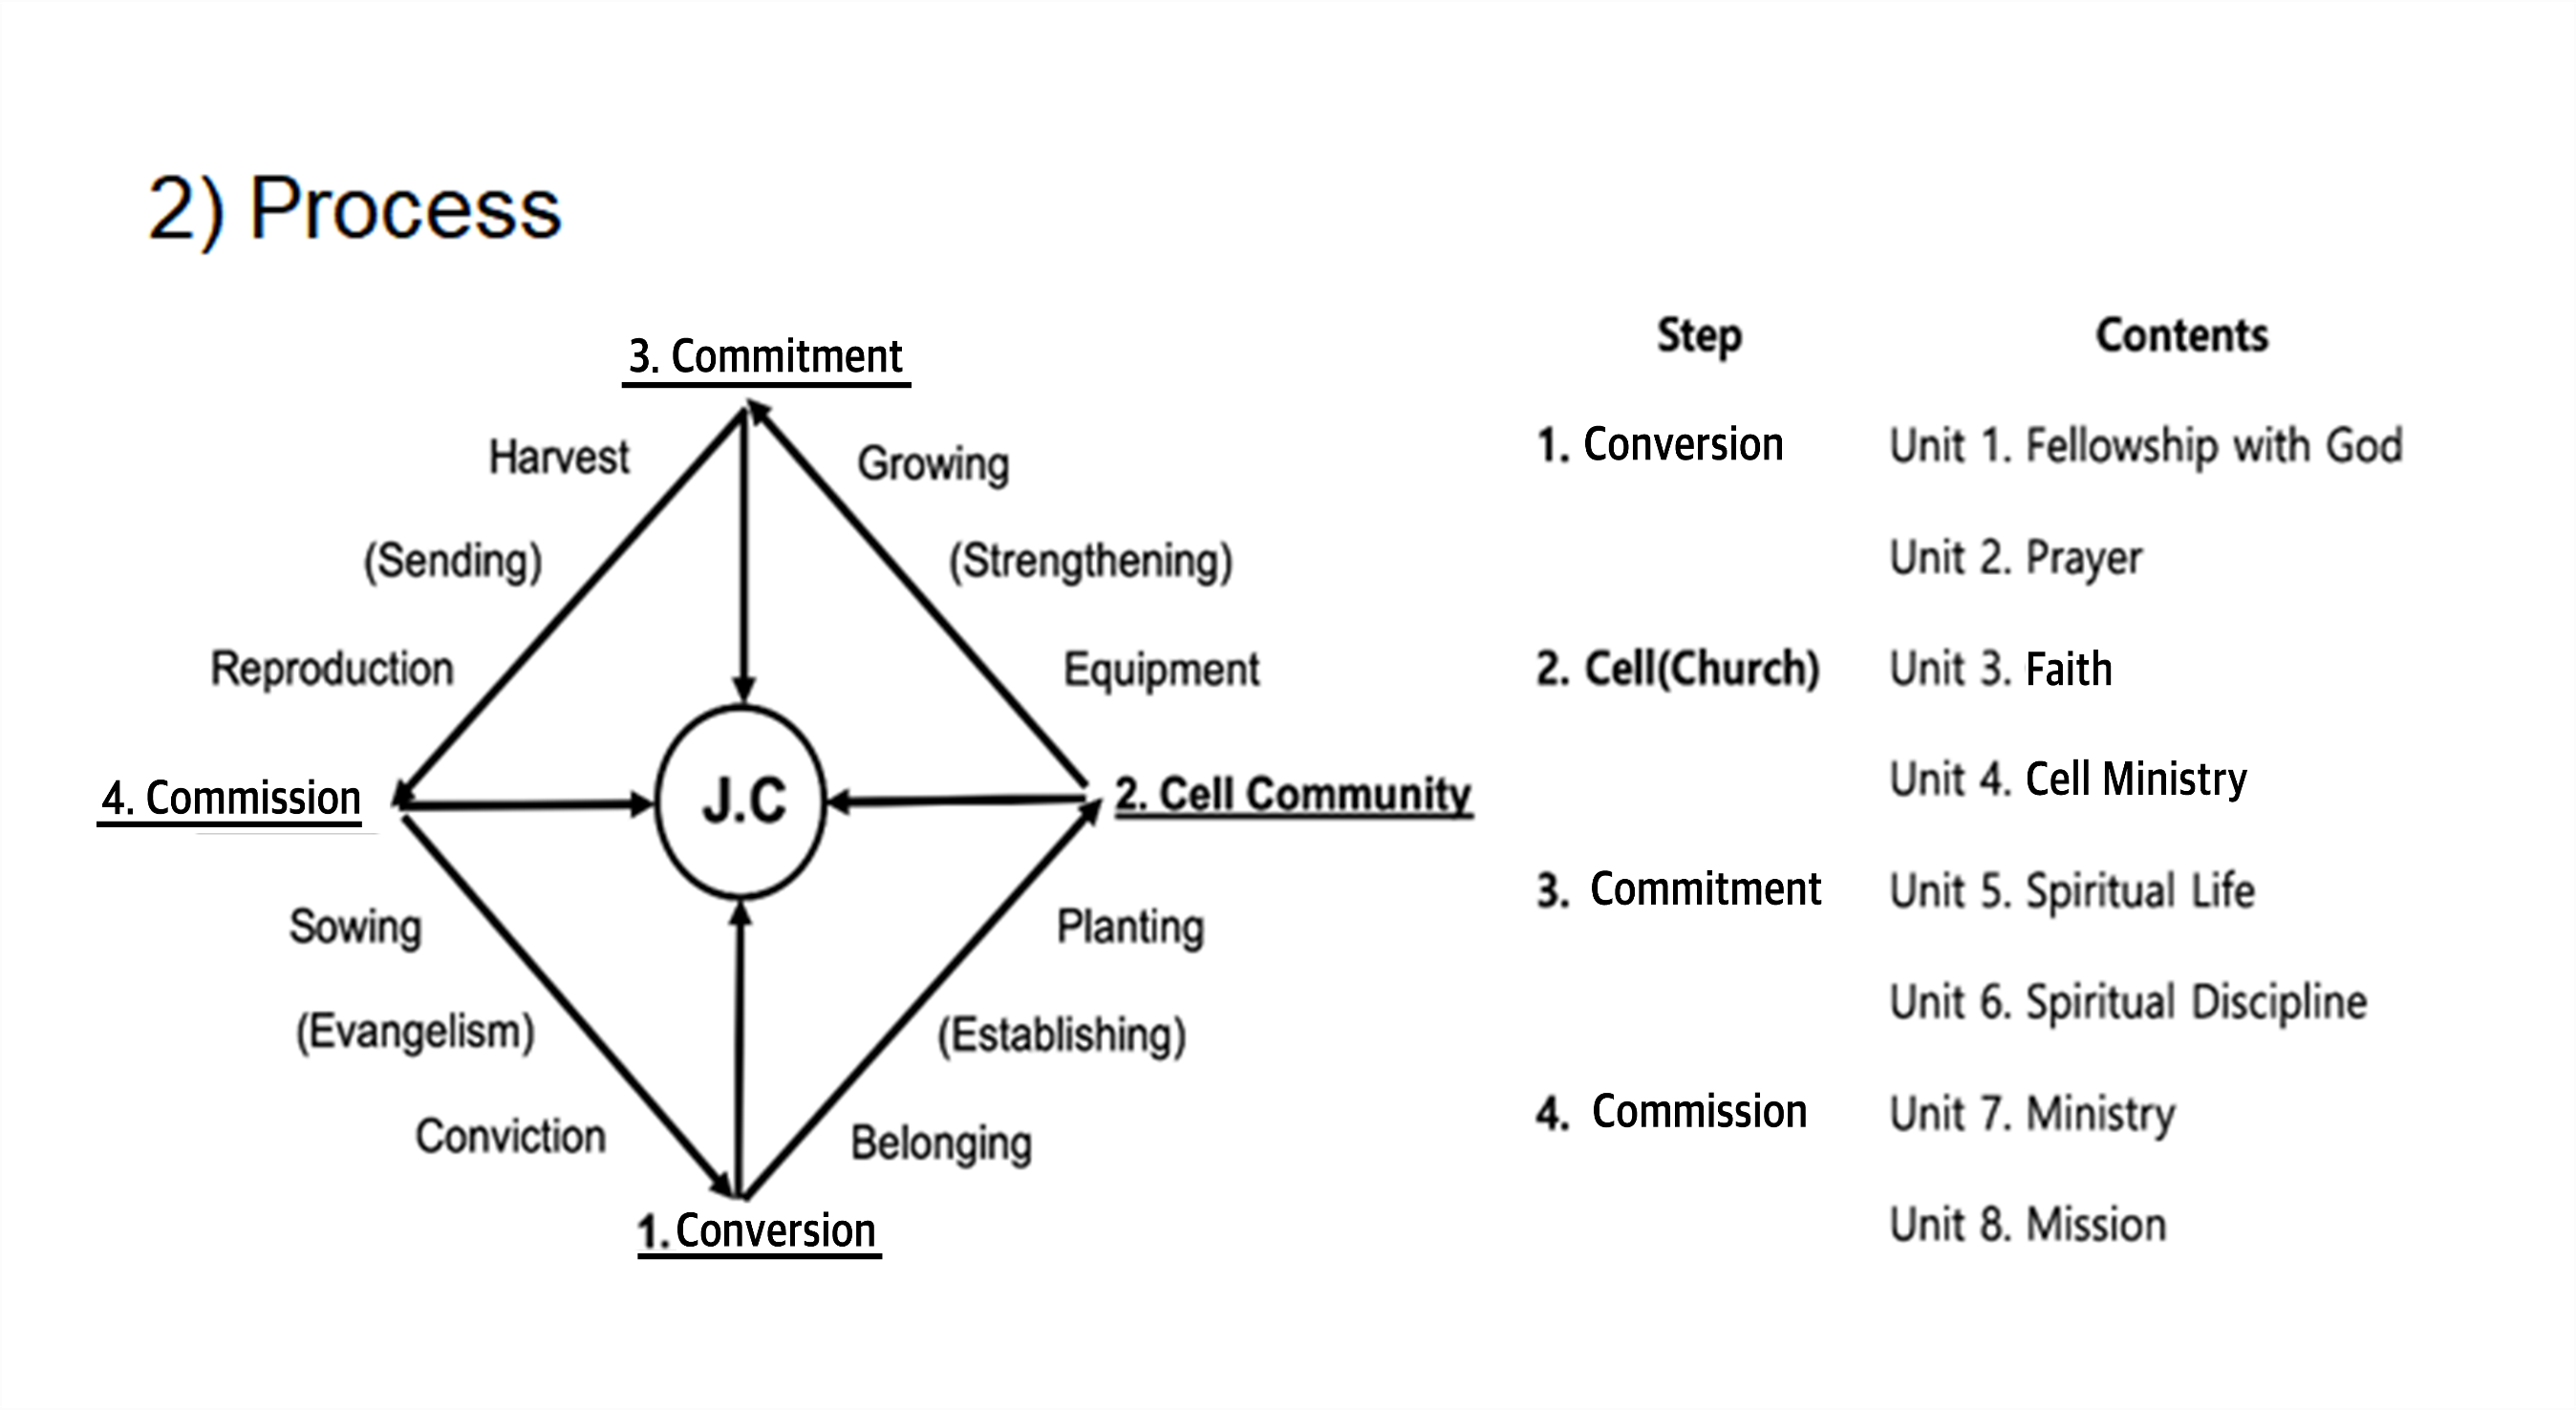 2) Process
3. Commitment
Harvest
Growing
(Sending)
(Strengthening)
Reproduction
Equipment
4. Commission
J.C
2. Cell Community
Sowing
Planting
(Evangelism)
(Establishing)
Conviction
Belonging
1. Conversion
Step Contents
1. Conversion Unit 1. Fellowship with God
Unit 2. Prayer
2. Cell(Church) Unit 3. Faith
Unit 4. Cell Ministry
3. Commitment Unit 5. Spiritual Life
Unit 6. Spiritual Discipline
4. Commission Unit 7. Ministry
Unit 8. Mission